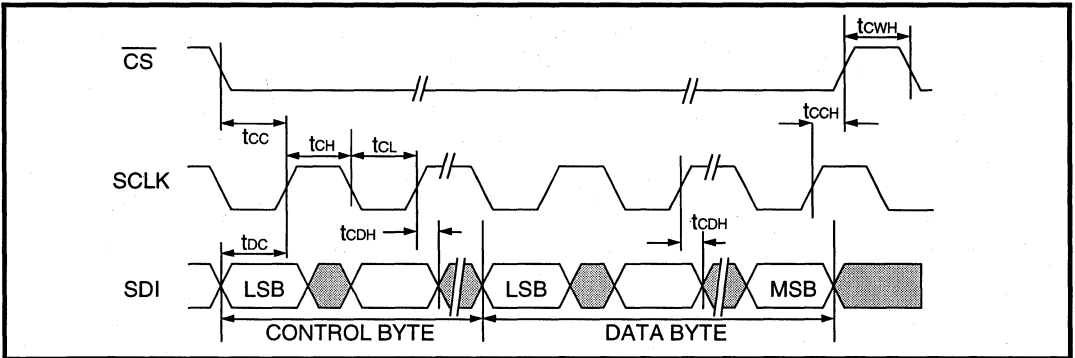 tCWH
CS
tCCH
tCC
tCH
tCL
SCLK
tCDH
tCDH
tDC
SDI
LSB
LSB
MSB
CONTROL BYTE
DATA BYTE